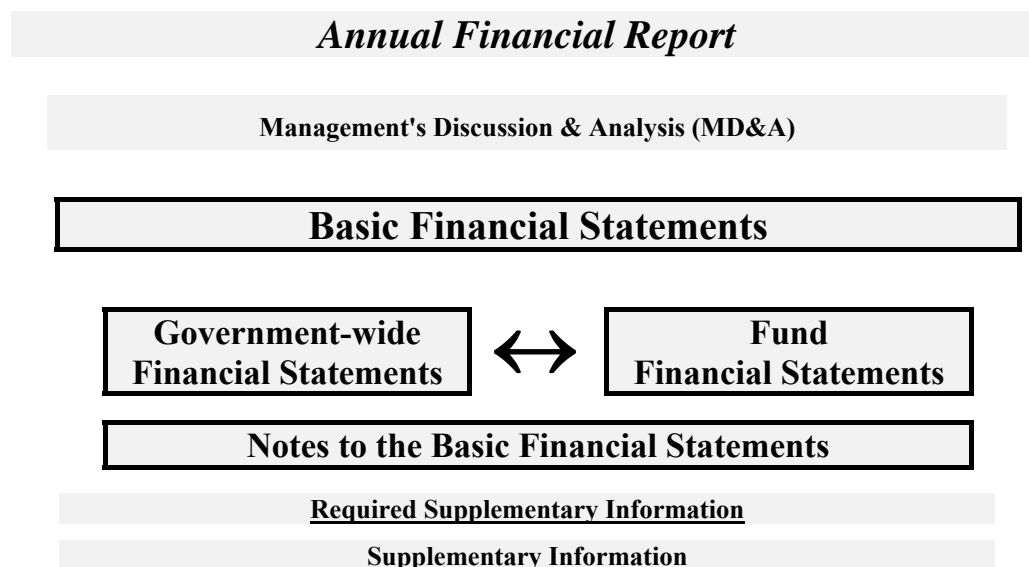 Annual Financial Report
Management's Discussion & Analysis (MD&A)
Basic Financial Statements
Government-wide
Financial Statements
Fund
Financial Statements
Notes to the Basic Financial Statements
Required Supplementary Information
Supplementary Information